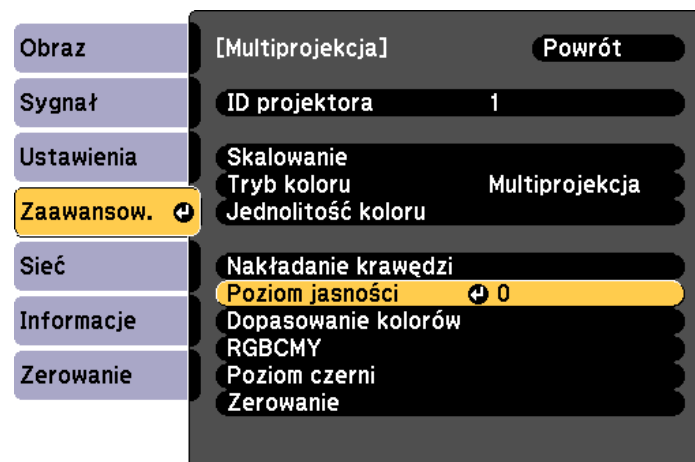 Obraz
Sygnał
Ustawienia
Zaawansow.
Sieć
Informacje
Zerowanie
[Multiprojekcja] Powrót
ID projektora 1
Skalowanie
Tryb koloru Multiprojekcja
Jednolitość koloru
Nakładanie krawędzi
Poziom jasności 0
Dopasowanie kolorów
RGBCMY
Poziom czerni
Zerowanie